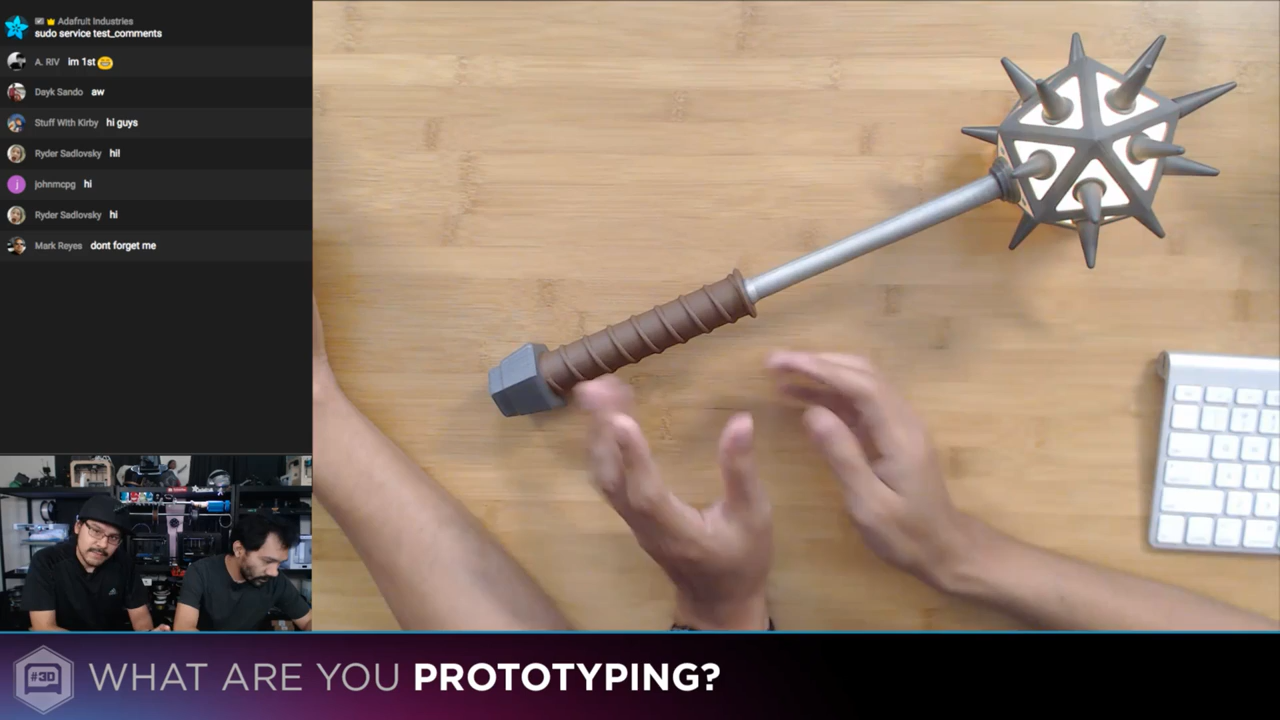 Adafruit Industries
sudo service test_comments
A. RIV im 1st
Dayk Sando aw
Stuff With Kirby hi guys
Ryder Sadlovsky hi!
j johnmcpg hi
Ryder Sadlovsky hi
Mark Reyes dont forget me
#3D WHAT ARE YOU PROTOTYPING?